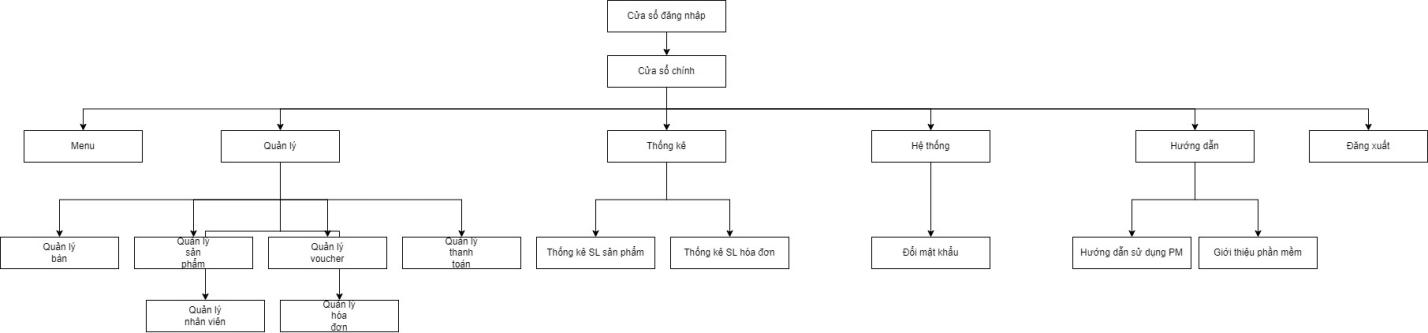 Cửa sổ đăng nhập
Cửa sổ chính
Menu
Quản lý
Thống kê
Hệ thống
Hướng dẫn
Đăng xuất
Quản lý
bán
Quản lý
sản
phẩm
Quản lý
voucher
Quản lý
thanh
toán
Thống kê SL sản phẩm
Thống kê SL hóa đơn
Đổi mật khẩu
Hướng dẫn sử dụng PM
Giới thiệu phần mềm
Quản lý
nhân viên
Quản lý
hóa
đơn